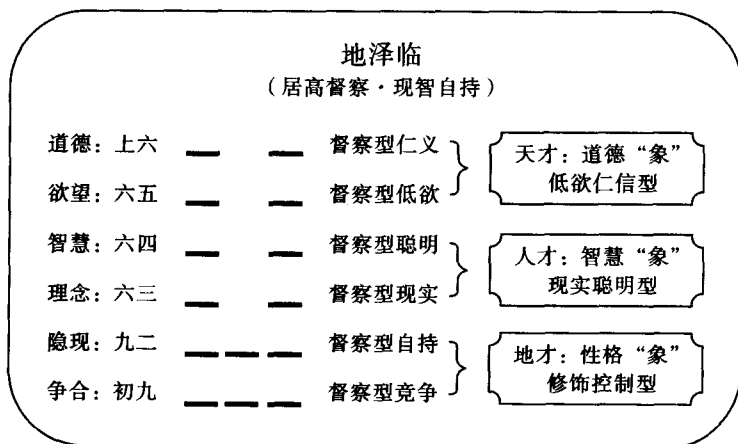 地泽临
（居高督察·现智自持）
道德：上六 督察型仁义
欲望：六五 督察型低欲
天才：道德“象”
低欲仁信型
智慧：六四 督察型聪明
理念：六三 督察型现实
人才：智慧“象”
现实聪明型
隐现：九二 督察型自持
争合：初九 督察型竞争
地才：性格“象”
修饰控制型